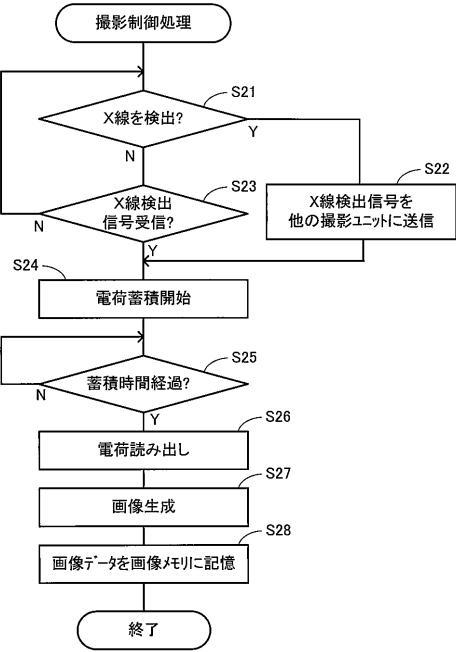 撮影制御処理
S21
X線を検出?
Y
N
S22
X線検出信号を
他の撮影ユニットに送信
S23
X線検出
信号受信?
N
Y
S24
電荷蓄積開始
S25
蓄積時間経過?
N
Y
S26
電荷読み出し
S27
画像生成
S28
画像データを画像メモリに記憶
終了